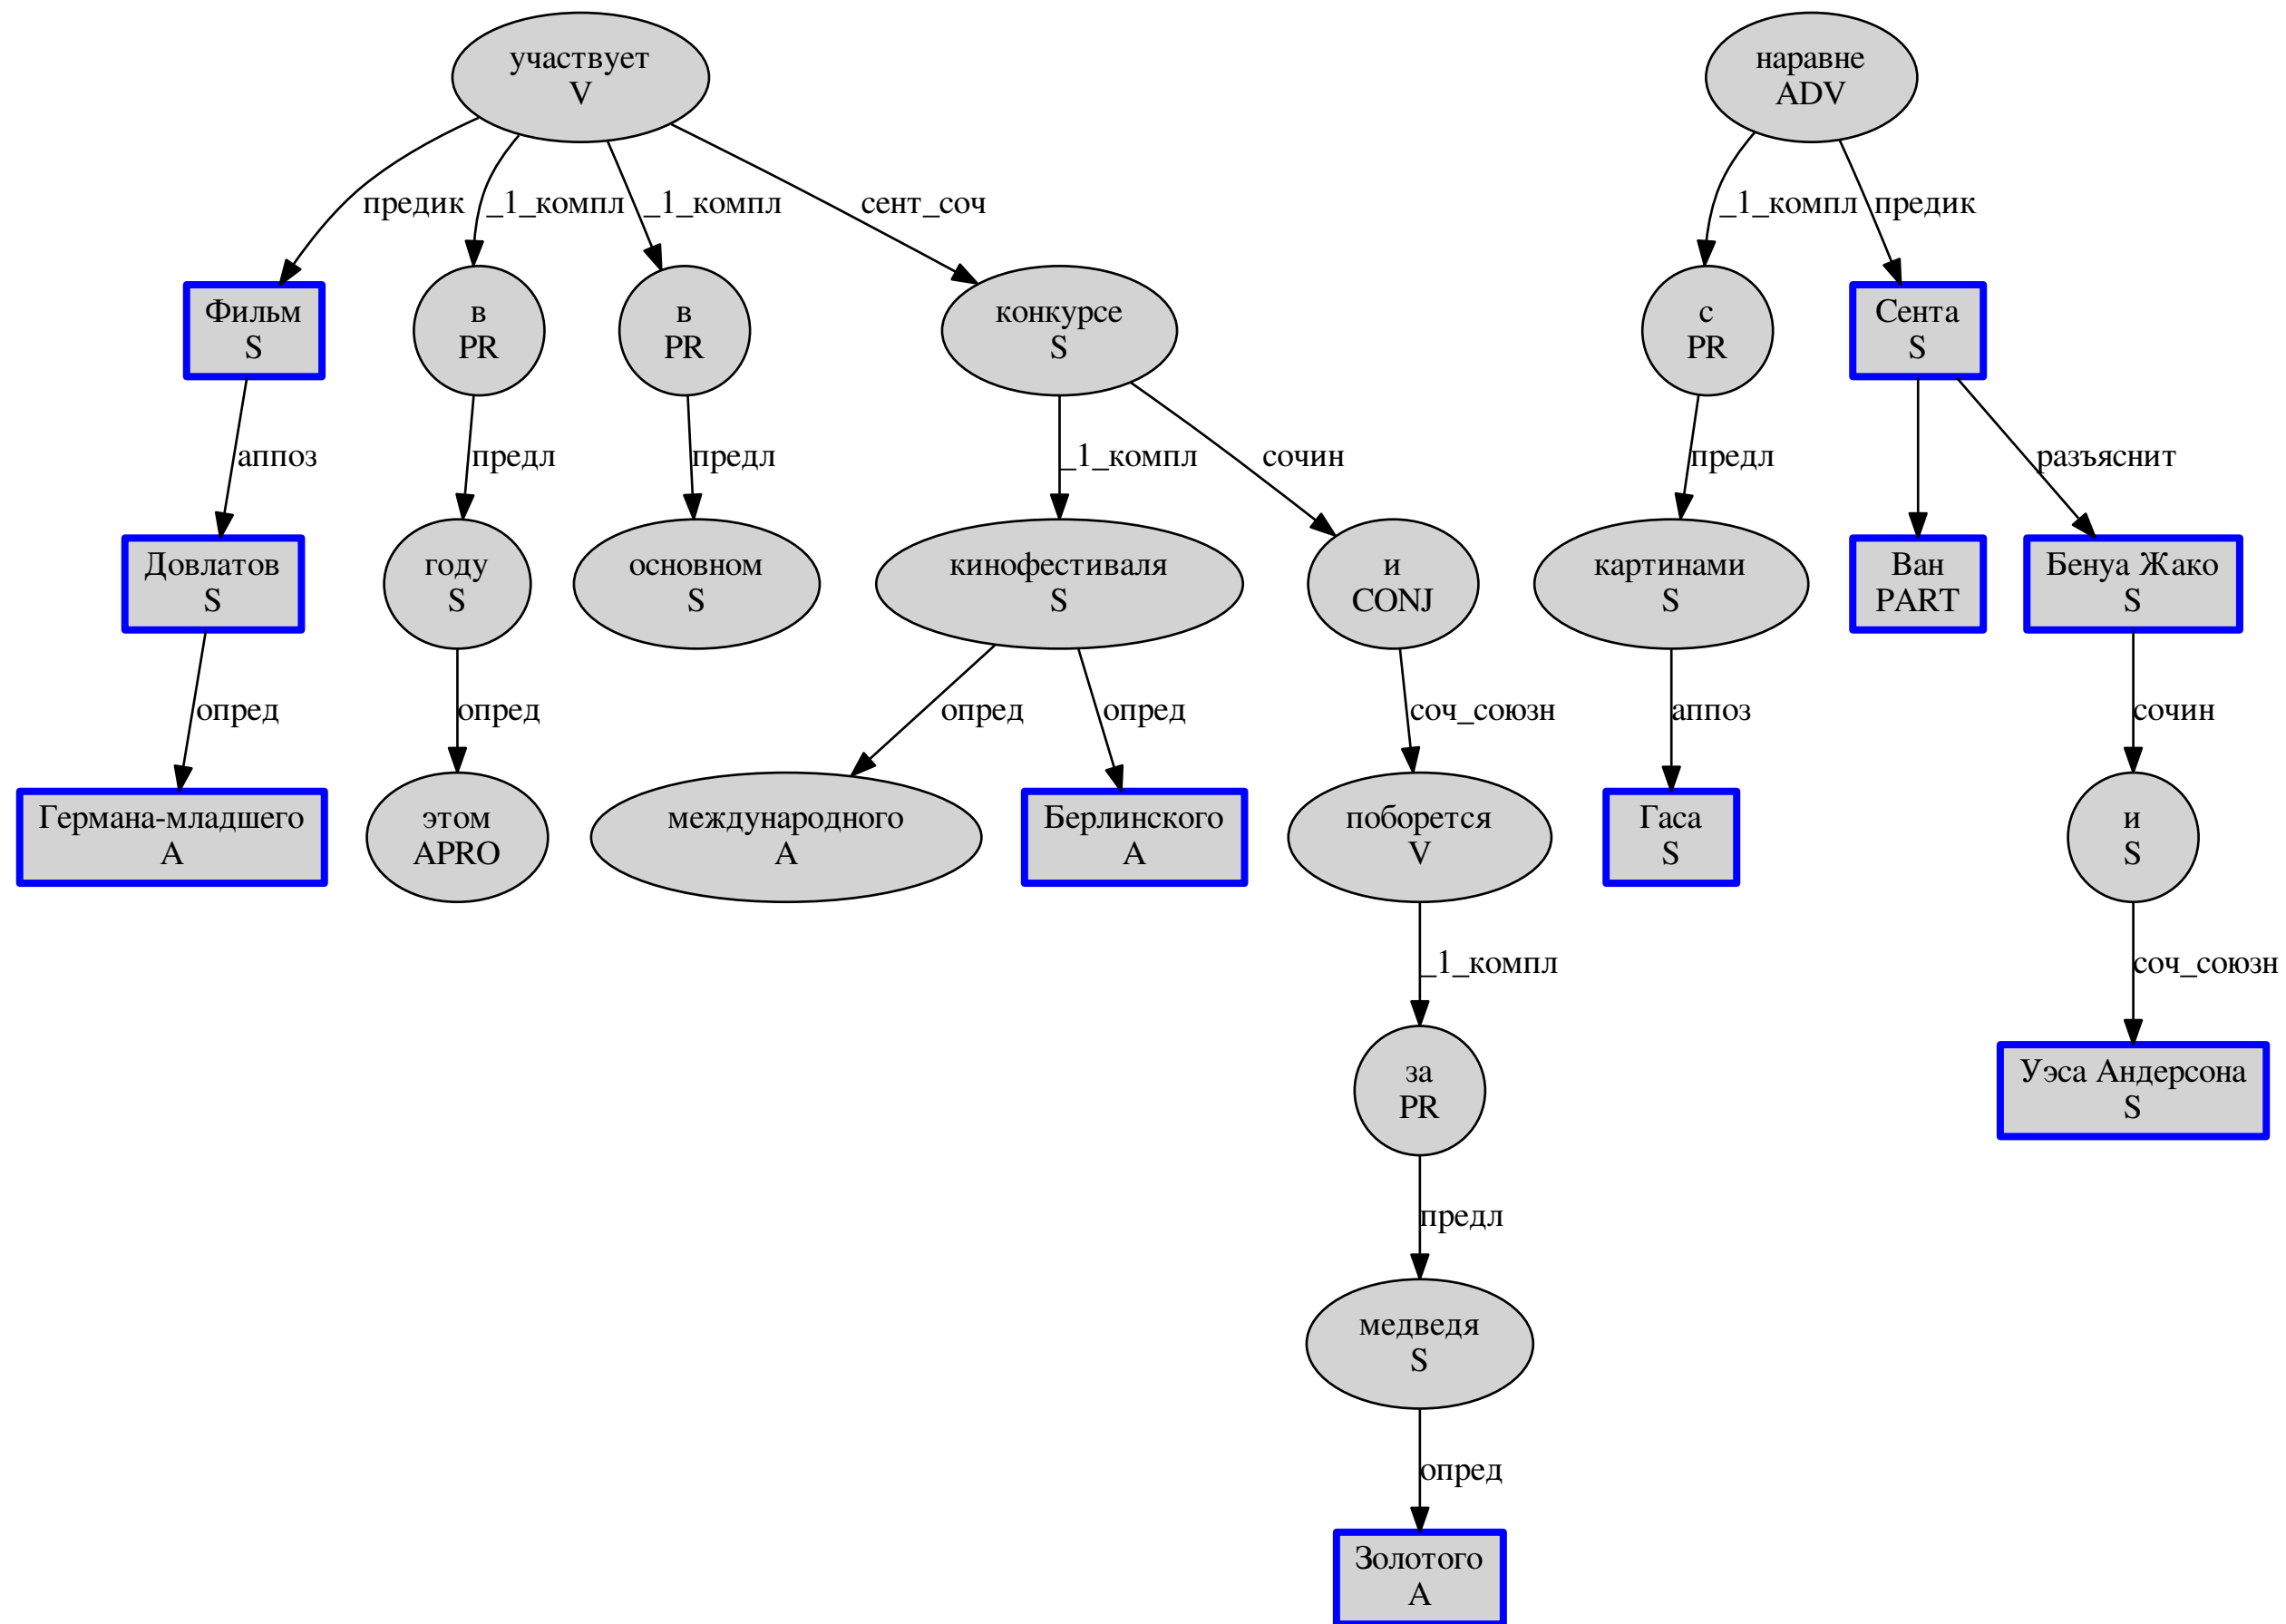 участвует
V
наравне
ADV
предик
_1_компл
_1_компл
сент_соч
_1_компл
предик
Фильм
S
в
PR
в
PR
конкурсе
S
с
PR
Сента
S
аппоз
предл
предл
_1_компл
сочин
предл
разъяснит
Довлатов
S
году
S
основном
S
кинофестиваля
S
и
CONJ
картинами
S
Ван
PART
Бенуа Жако
S
опред
опред
опред
опред
соч_союзн
аппоз
сочин
Германа-младшего
A
этом
APRO
международного
A
Берлинского
A
поборется
V
Гаса
S
и
S
_1_компл
соч_союзн
за
PR
Уэса Андерсона
S
предл
медведя
S
опред
Золотого
A